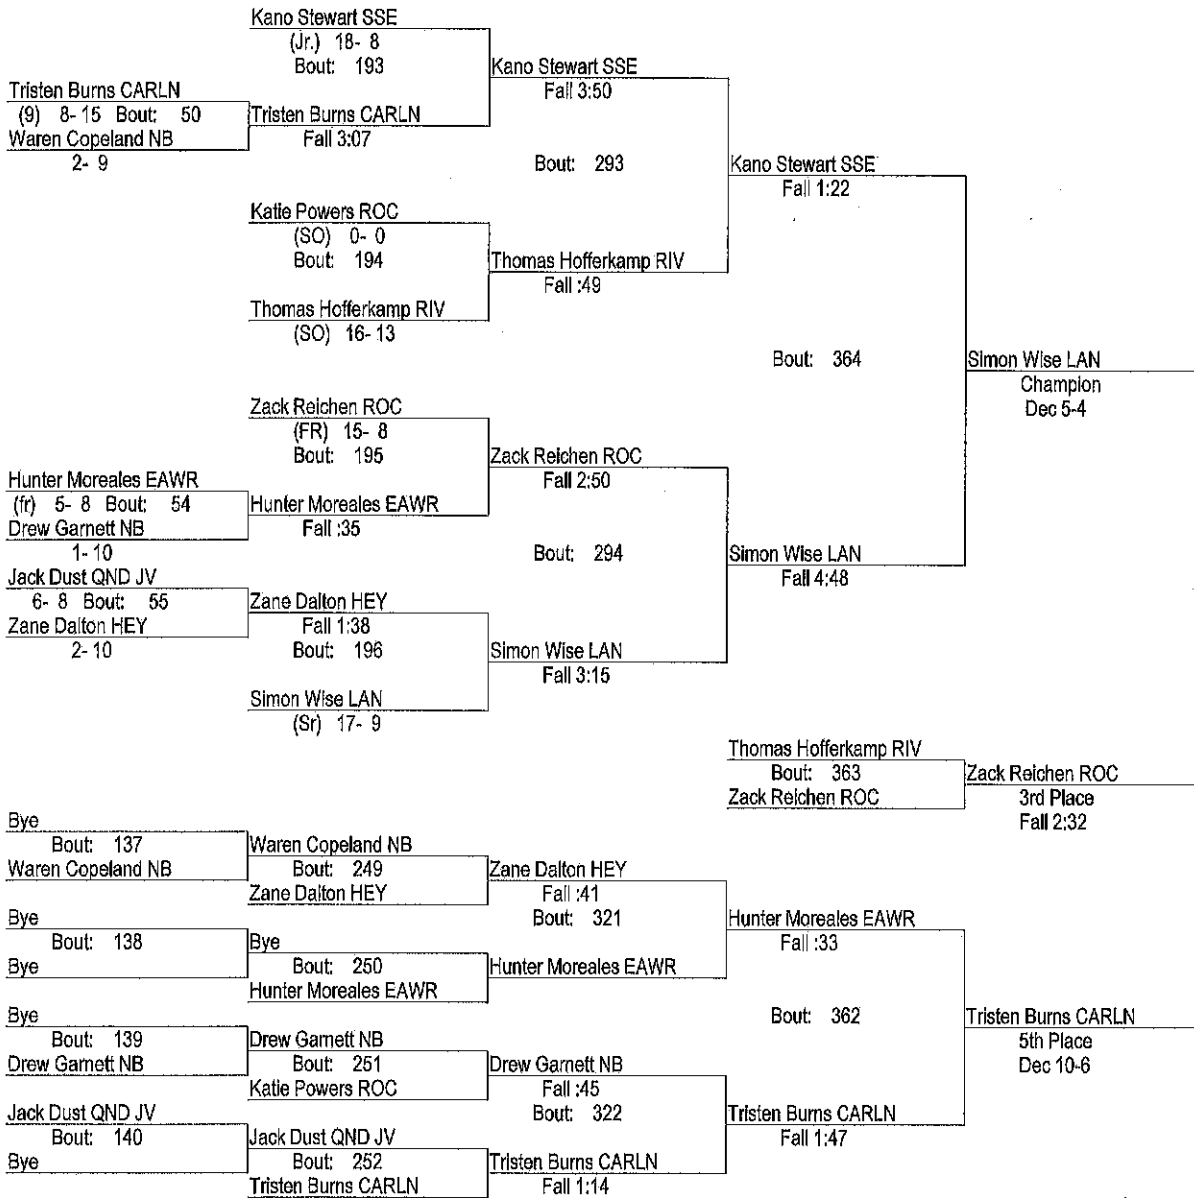 Kano Stewart SSE
(Jr.) 18- 8
Bout: 193
Kano Stewart SSE
Fall 3:50
Tristen Burns CARLN
(9) 8- 15 Bout: 50
Tristen Burns CARLN
Waren Copeland NB
Fall 3:07
2- 9
Bout: 293
Kano Stewart SSE
Fall 1:22
Katie Powers ROC
(SO) 0- 0
Bout: 194
Thomas Hofferkamp RIV
Fall :49
Thomas Hofferkamp RIV
(SO) 16- 13
Bout: 364
Simon Wise LAN
Champion
Dec 5-4
Zack Reichen ROC
(FR) 15- 8
Bout: 195
Zack Reichen ROC
Fall 2:50
Hunter Moreales EAWR
(fr) 5- 8 Bout: 54
Hunter Moreales EAWR
Drew Garnett NB
Fall :35
1- 10
Bout: 294
Simon Wise LAN
Fall 4:48
Jack Dust QND JV
6- 8 Bout: 55
Zane Dalton HEY
Zane Dalton HEY
Fall 1:38
2- 10
Bout: 196
Simon Wise LAN
Fall 3:15
Simon Wise LAN
(Sr) 17- 9
Thomas Hofferkamp RIV
Bout: 363
Zack Reichen ROC
Zack Reichen ROC
3rd Place
Fall 2:32
Bye
Bout: 137
Waren Copeland NB
Waren Copeland NB
Bout: 249
Zane Dalton HEY
Zane Dalton HEY
Fall :41
Bout: 321
Bye
Bout: 138
Bye
Bye
Bout: 250
Hunter Moreales EAWR
Hunter Moreales EAWR
Hunter Moreales EAWR
Fall :33
Bye
Bout: 139
Drew Garnett NB
Drew Garnett NB
Bout: 251
Katie Powers ROC
Drew Garnett NB
Fall :45
Bout: 322
Bout: 362
Tristen Burns CARLN
5th Place
Dec 10-6
Jack Dust QND JV
Bout: 140
Bye
Jack Dust QND JV
Bout: 252
Tristen Burns CARLN
Tristen Burns CARLN
Fall 1:14
Tristen Burns CARLN
Fall 1:47